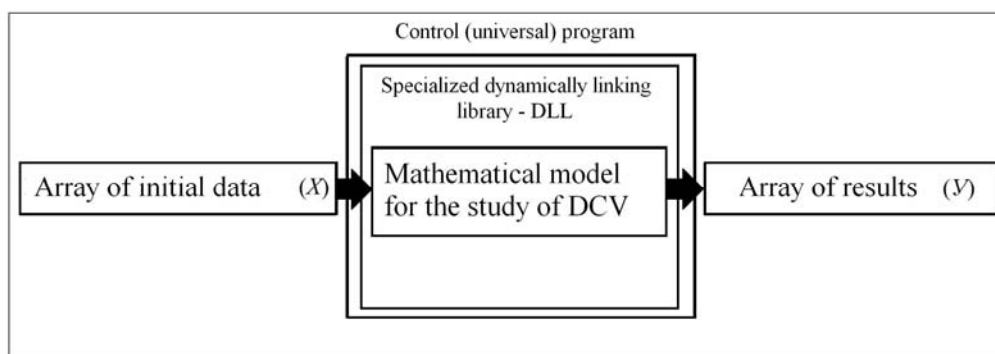 Control (universal) program
Specialized dynamically linking
library - DLL
Array of initial data (X)
Mathematical model
for the study of DCV
Array of results (У)